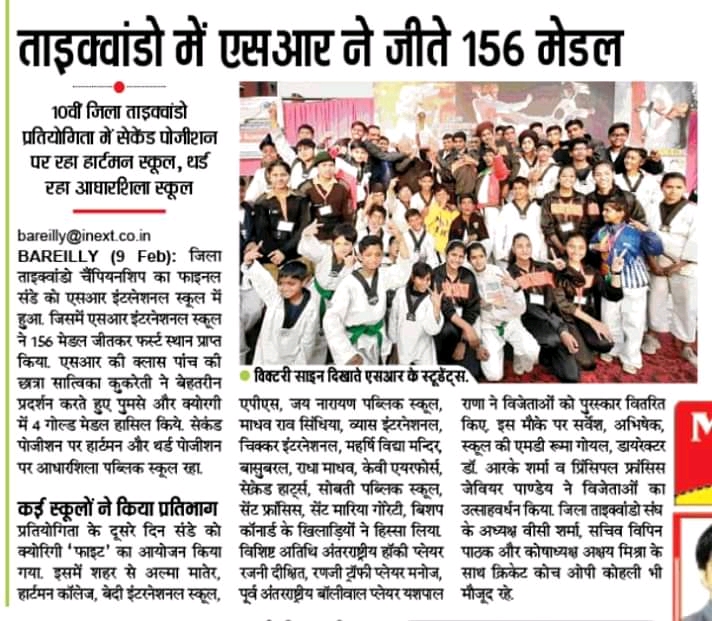 ताइक्वांडो में एसआर ने जीते 156 मेडल
10वीं जिला ताइक्वांडो
प्रतियोगिता में सेकेंड पोजीशन
पर रहा हार्टमन स्कूल, थर्ड
रहा आधारशिला स्कूल
bareilly@inext.co.in
BAREILLY (9 Feb): जिला
ताइक्वांडो चैंपियनशिप का फाइनल
संडे को एसआर इंटलेशनल स्कूल में
हुआ. जिसमें एसआर इंटरनेशनल स्कूल
ने 156 मेडल जीतकर फर्स्ट स्थान प्राप्त
किया. एसआर की क्लास पांच की
छात्रा सात्विका कुकरेती ने बेहतरीन
प्रदर्शन करते हुए पुमसे और क्योरगी
में 4 गोल्ड मेडल हासिल किये. सेकंड
पोजीशन पर हार्टमन और थर्ड पोजीशन
पर आधारशिला पब्लिक स्कूल रहा.
कई स्कूलों ने किया प्रतिभाग
प्रतियोगिता के दूसरे दिन संडे को
क्योरिगी 'फाइट' का आयोजन किया
गया. इसमें शहर से अल्मा मातेर,
हार्टमन कॉलेज, बेदी इंटरनेशनल स्कूल,
विक्टरी साइन दिखाते एसआर के स्टूडेंट्स.
एपीएस, जय नारायण पब्लिक स्कूल,
माधव राव सिंधिया, व्यास इंटरनेशनल,
चिक्कर इंटरनेशनल, महर्षि विद्या मन्दिर,
बासुबरल, राधा माधव, केवी एयरफोर्स,
सेक्रेड हार्ट्स, सोबती पब्लिक स्कूल,
सेंट फ्रांसिस, सेंट मारिया गोरेटी, बिशप
कॉनार्ड के खिलाड़ियों ने हिस्सा लिया.
विशिष्ट अतिथि अंतरराष्ट्रीय हॉकी प्लेयर
रजनी दीक्षित, रणजी ट्रॉफी प्लेयर मनोज,
पूर्व अंतरराष्ट्रीय बॉलीवाल प्लेयर यशपाल
राणा ने विजेताओं को पुरस्कार वितरित
किए. इस मौके पर सर्वेश, अभिषेक,
स्कूल की एमडी रूमा गोयल, डायरेक्टर
डॉ. आरके शर्मा व प्रिंसिपल फ्रांसिस
जेवियर पाण्डेय ने विजेताओं का
उत्साहवर्धन किया. जिला ताइक्वांडो संघ
के अध्यक्ष वीसी शर्मा, सचिव विपिन
पाठक और कोषाध्यक्ष अक्षय मिश्रा के
साथ क्रिकेट कोच ओपी कोहली भी
मौजूद रहे.